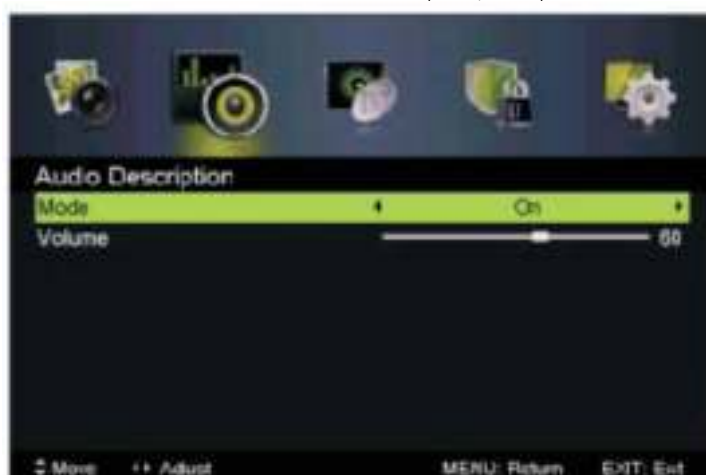 Audio Description
Mode On
Volume 60
Move Adjust MENU: Return EXIT: Exit